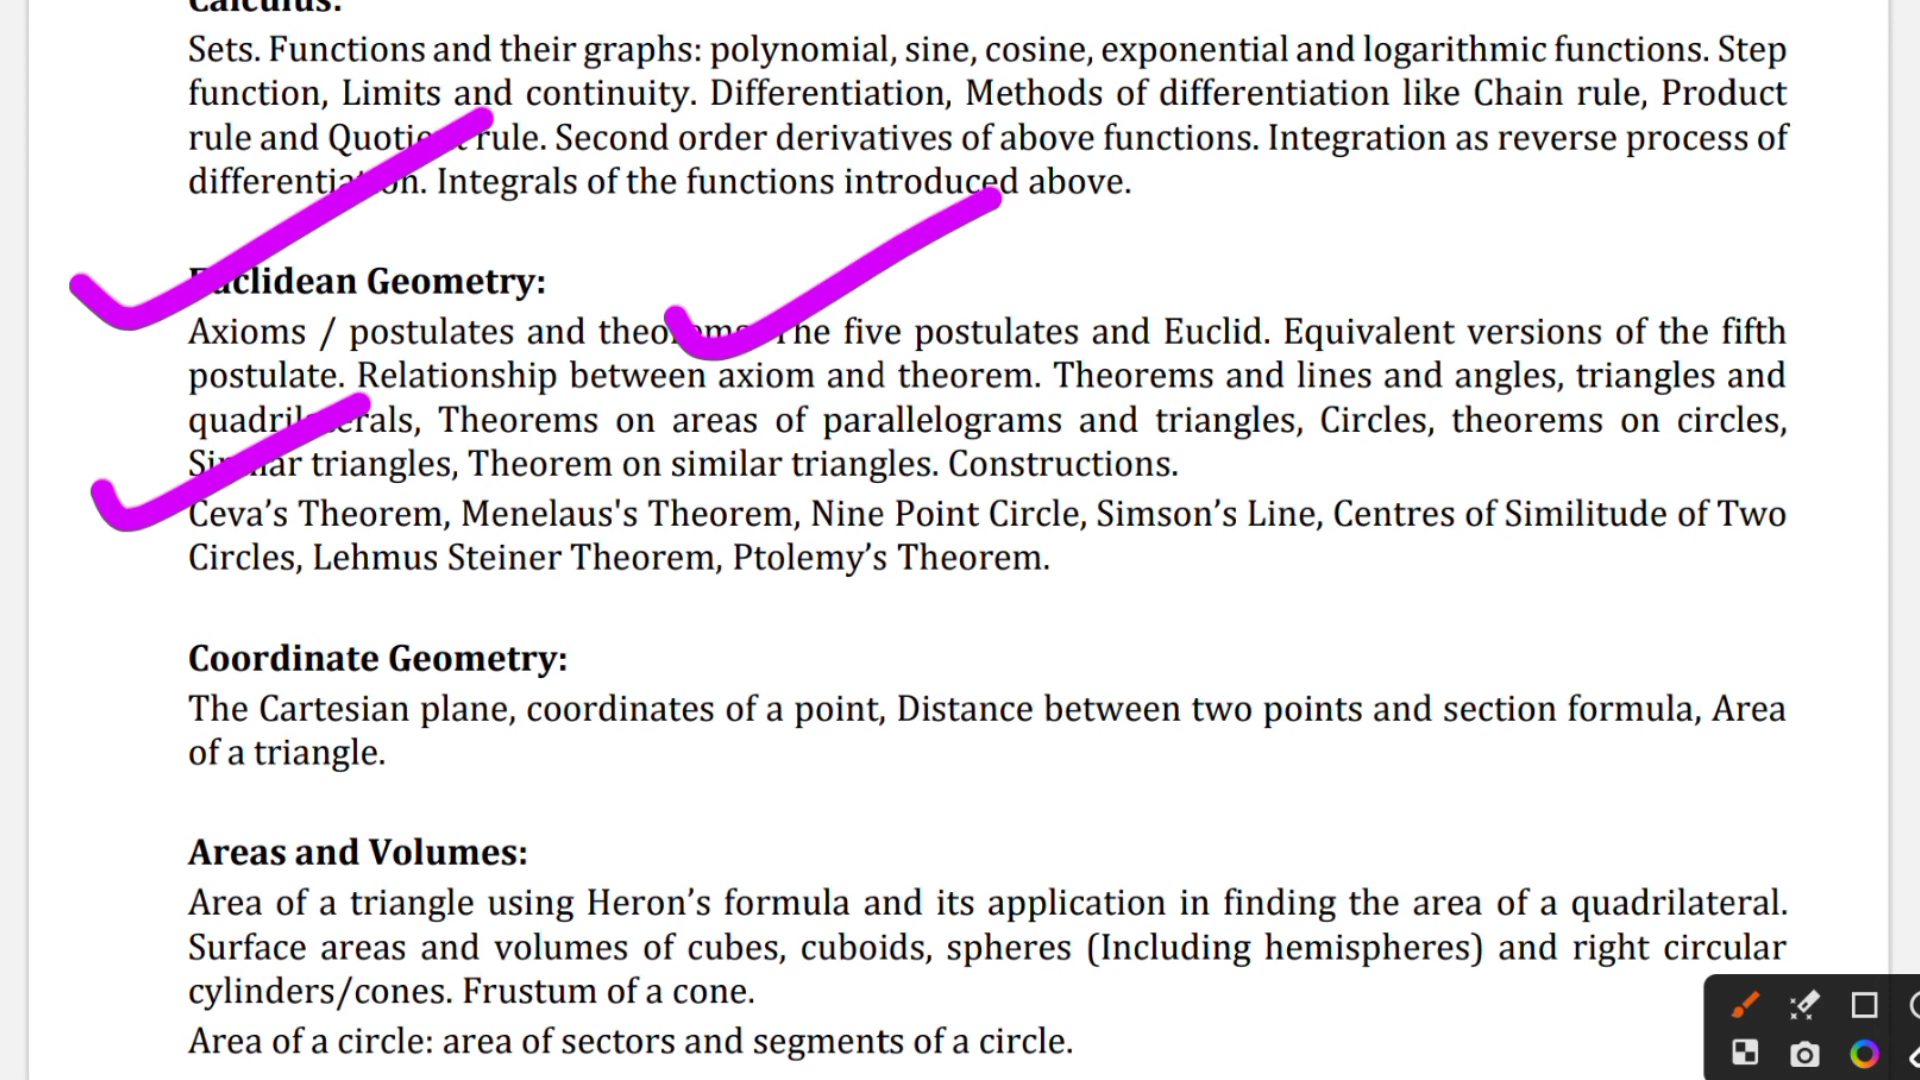 Calculus:
Sets. Functions and their graphs: polynomial, sine, cosine, exponential and logarithmic functions. Step
function, Limits and continuity. Differentiation, Methods of differentiation like Chain rule, Product
rule and Quotient rule. Second order derivatives of above functions. Integration as reverse process of
differentiation. Integrals of the functions introduced above.
Euclidean Geometry:
Axioms / postulates and theorems. The five postulates and Euclid. Equivalent versions of the fifth
postulate. Relationship between axiom and theorem. Theorems and lines and angles, triangles and
quadrilaterals, Theorems on areas of parallelograms and triangles, Circles, theorems on circles,
Similar triangles, Theorem on similar triangles. Constructions.
Ceva’s Theorem, Menelaus's Theorem, Nine Point Circle, Simson’s Line, Centres of Similitude of Two
Circles, Lehmus Steiner Theorem, Ptolemy’s Theorem.
Coordinate Geometry:
The Cartesian plane, coordinates of a point, Distance between two points and section formula, Area
of a triangle.
Areas and Volumes:
Area of a triangle using Heron’s formula and its application in finding the area of a quadrilateral.
Surface areas and volumes of cubes, cuboids, spheres (Including hemispheres) and right circular
cylinders/cones. Frustum of a cone.
Area of a circle: area of sectors and segments of a circle.